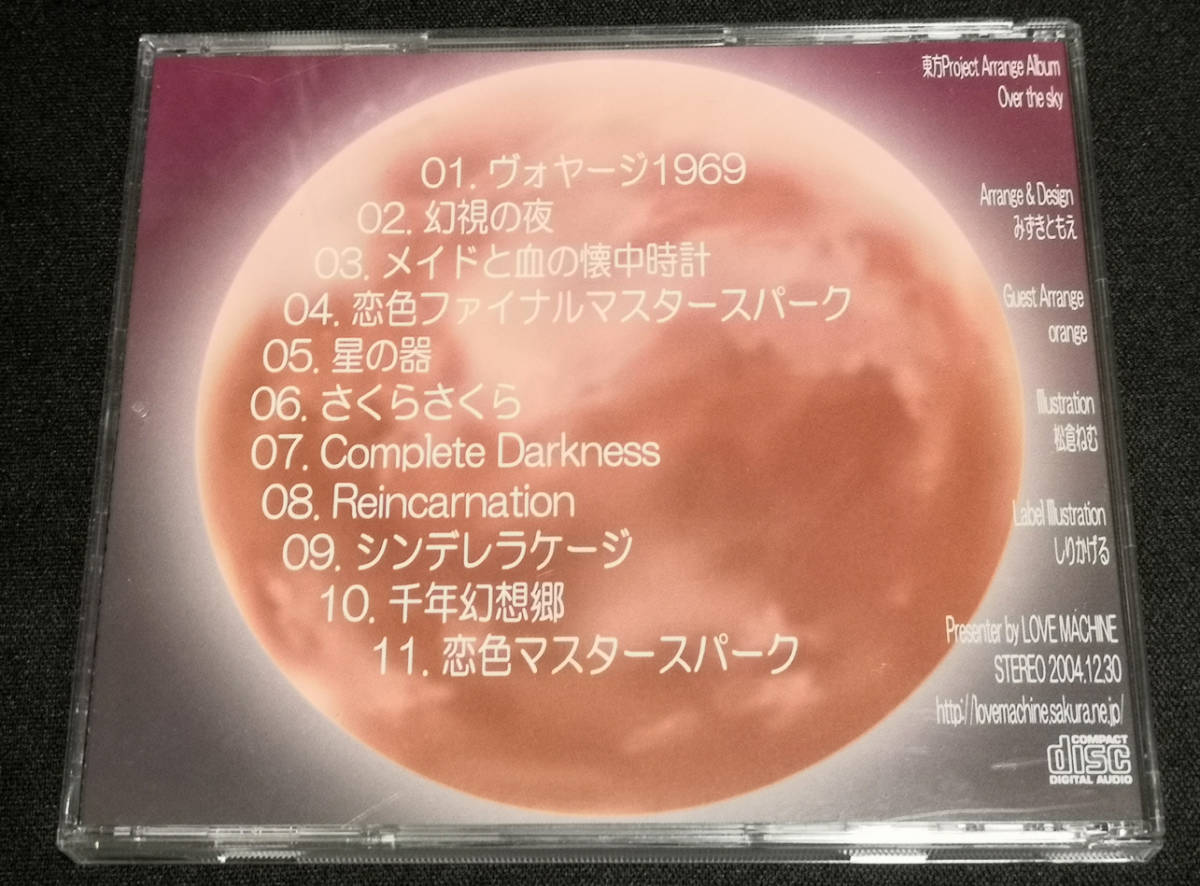 01. ヴォヤージ1969
02. 幻視の夜
03. メイドと血の懐中時計
04. 恋色ファイナルマスタースパーク
05. 星の器
06. さくらさくら
07. Complete Darkness
08. Reincarnation
09. シンデレラケージ
10. 千年幻想郷
11. 恋色マスタースパーク
東方Project Arrange Album
Over the sky
Arrange & Design
みずきともえ
Guest Arrange
orange
Illustration
松倉ねむ
Label Illustration
しりかげる
Presenter by LOVE MACHINE
STEREO 2004.12.30
http://lovemachine.sakura.ne.jp/
COMPACT
disc
DIGITAL AUDIO